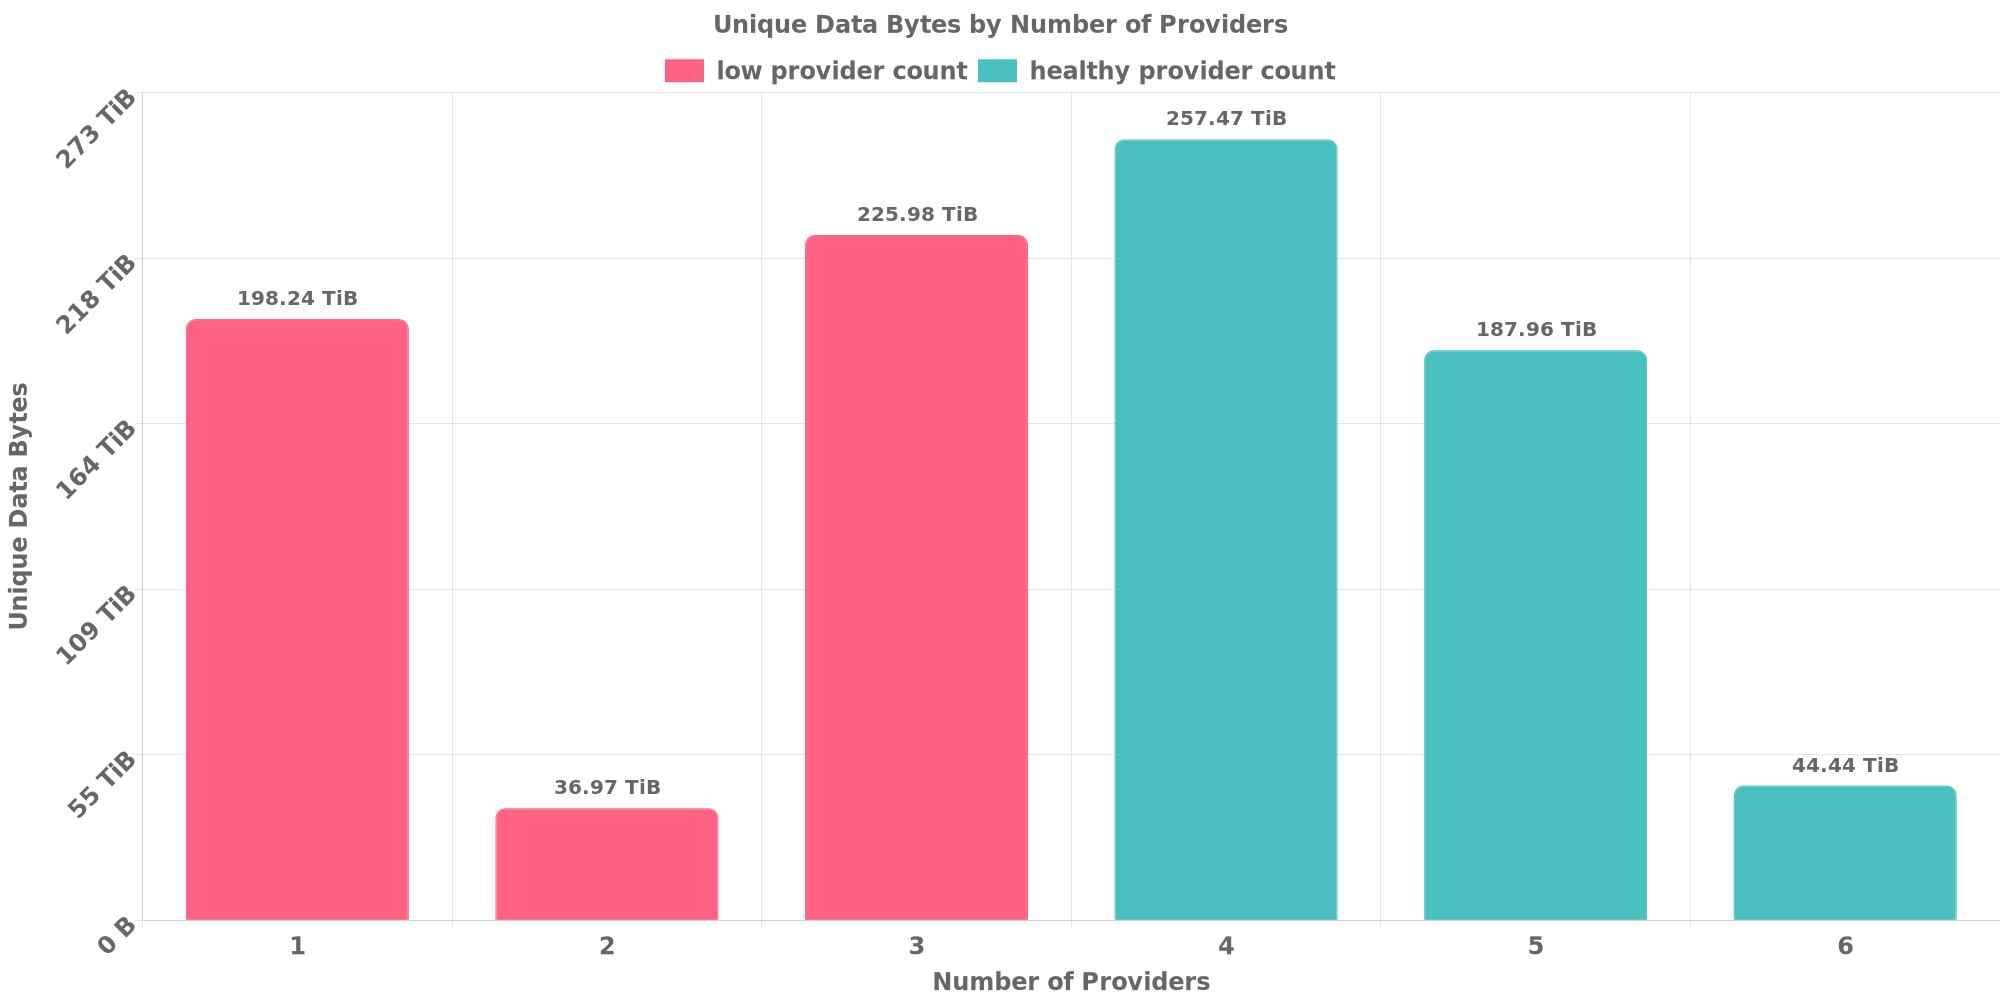 Unique Data Bytes by Number of Providers
low provider count healthy provider count
273 TiB
218 TiB
164 TiB
109 TiB
55 TiB
0 B
Unique Data Bytes
198.24 TiB
36.97 TiB
225.98 TiB
257.47 TiB
187.96 TiB
44.44 TiB
1 2 3 4 5 6
Number of Providers